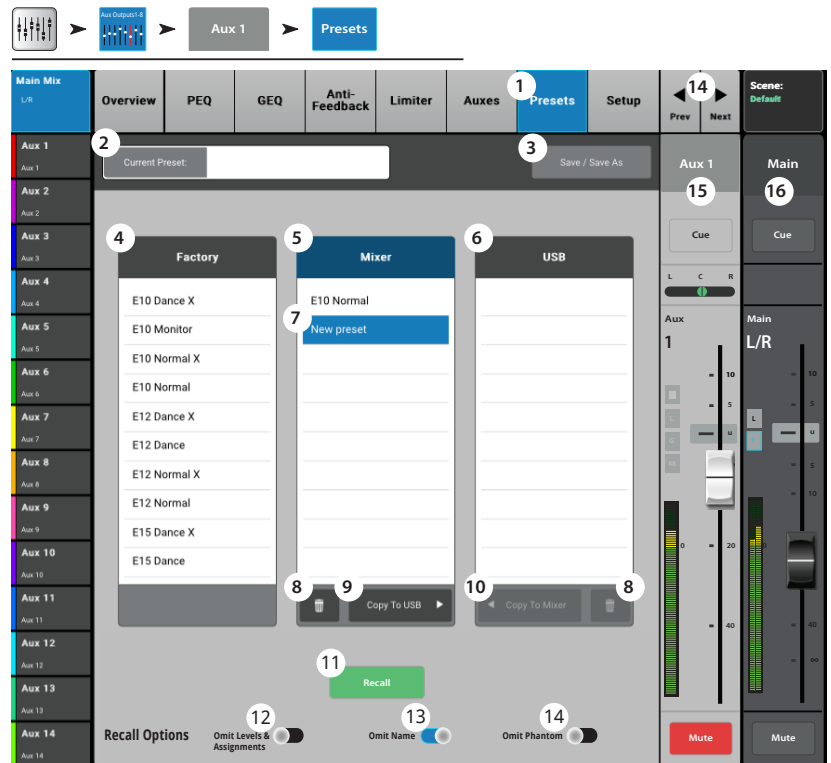 Aux Outputs1-8
Aux 1
Presets
Main Mix
L/R
Overview
PEQ
GEQ
Anti-
Feedback
Limiter
Auxes
1
Presets
Setup
14
Prev
Next
Scene:
Default
Aux 1
Aux 1
Aux 2
Aux 2
Aux 3
Aux 3
Aux 4
Aux 4
Aux 5
Aux 5
Aux 6
Aux 6
Aux 7
Aux 7
Aux 8
Aux 8
Aux 9
Aux 9
Aux 10
Aux 10
Aux 11
Aux 11
Aux 12
Aux 12
Aux 13
Aux 13
Aux 14
Aux 14
2
Current Preset:
3
Save / Save As
4
Factory
E10 Dance X
E10 Monitor
E10 Normal X
E10 Normal
E12 Dance X
E12 Dance
E12 Normal X
E12 Normal
E15 Dance X
E15 Dance
5
Mixer
E10 Normal
7
New preset
8
9
Copy To USB
6
USB
10
Copy To Mixer
8
11
Recall
Recall Options
12
Omit Levels &
Assignments
13
Omit Name
14
Omit Phantom
Aux 1
15
Cue
L C R
Aux
1
10
5
U
0
20
40
Mute
Main
16
Cue
Main
L/R
10
5
L
U
5
10
20
40
Mute